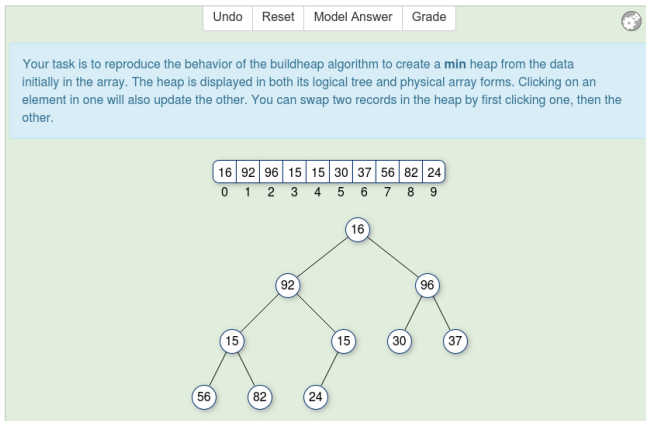 Undo Reset Model Answer Grade
Your task is to reproduce the behavior of the buildheap algorithm to create a min heap from the data
initially in the array. The heap is displayed in both its logical tree and physical array forms. Clicking on an
element in one will also update the other. You can swap two records in the heap by first clicking one, then the
other.
16 92 96 15 15 30 37 56 82 24
0 1 2 3 4 5 6 7 8 9
16
92 96
15 15 30 37
56 82 24